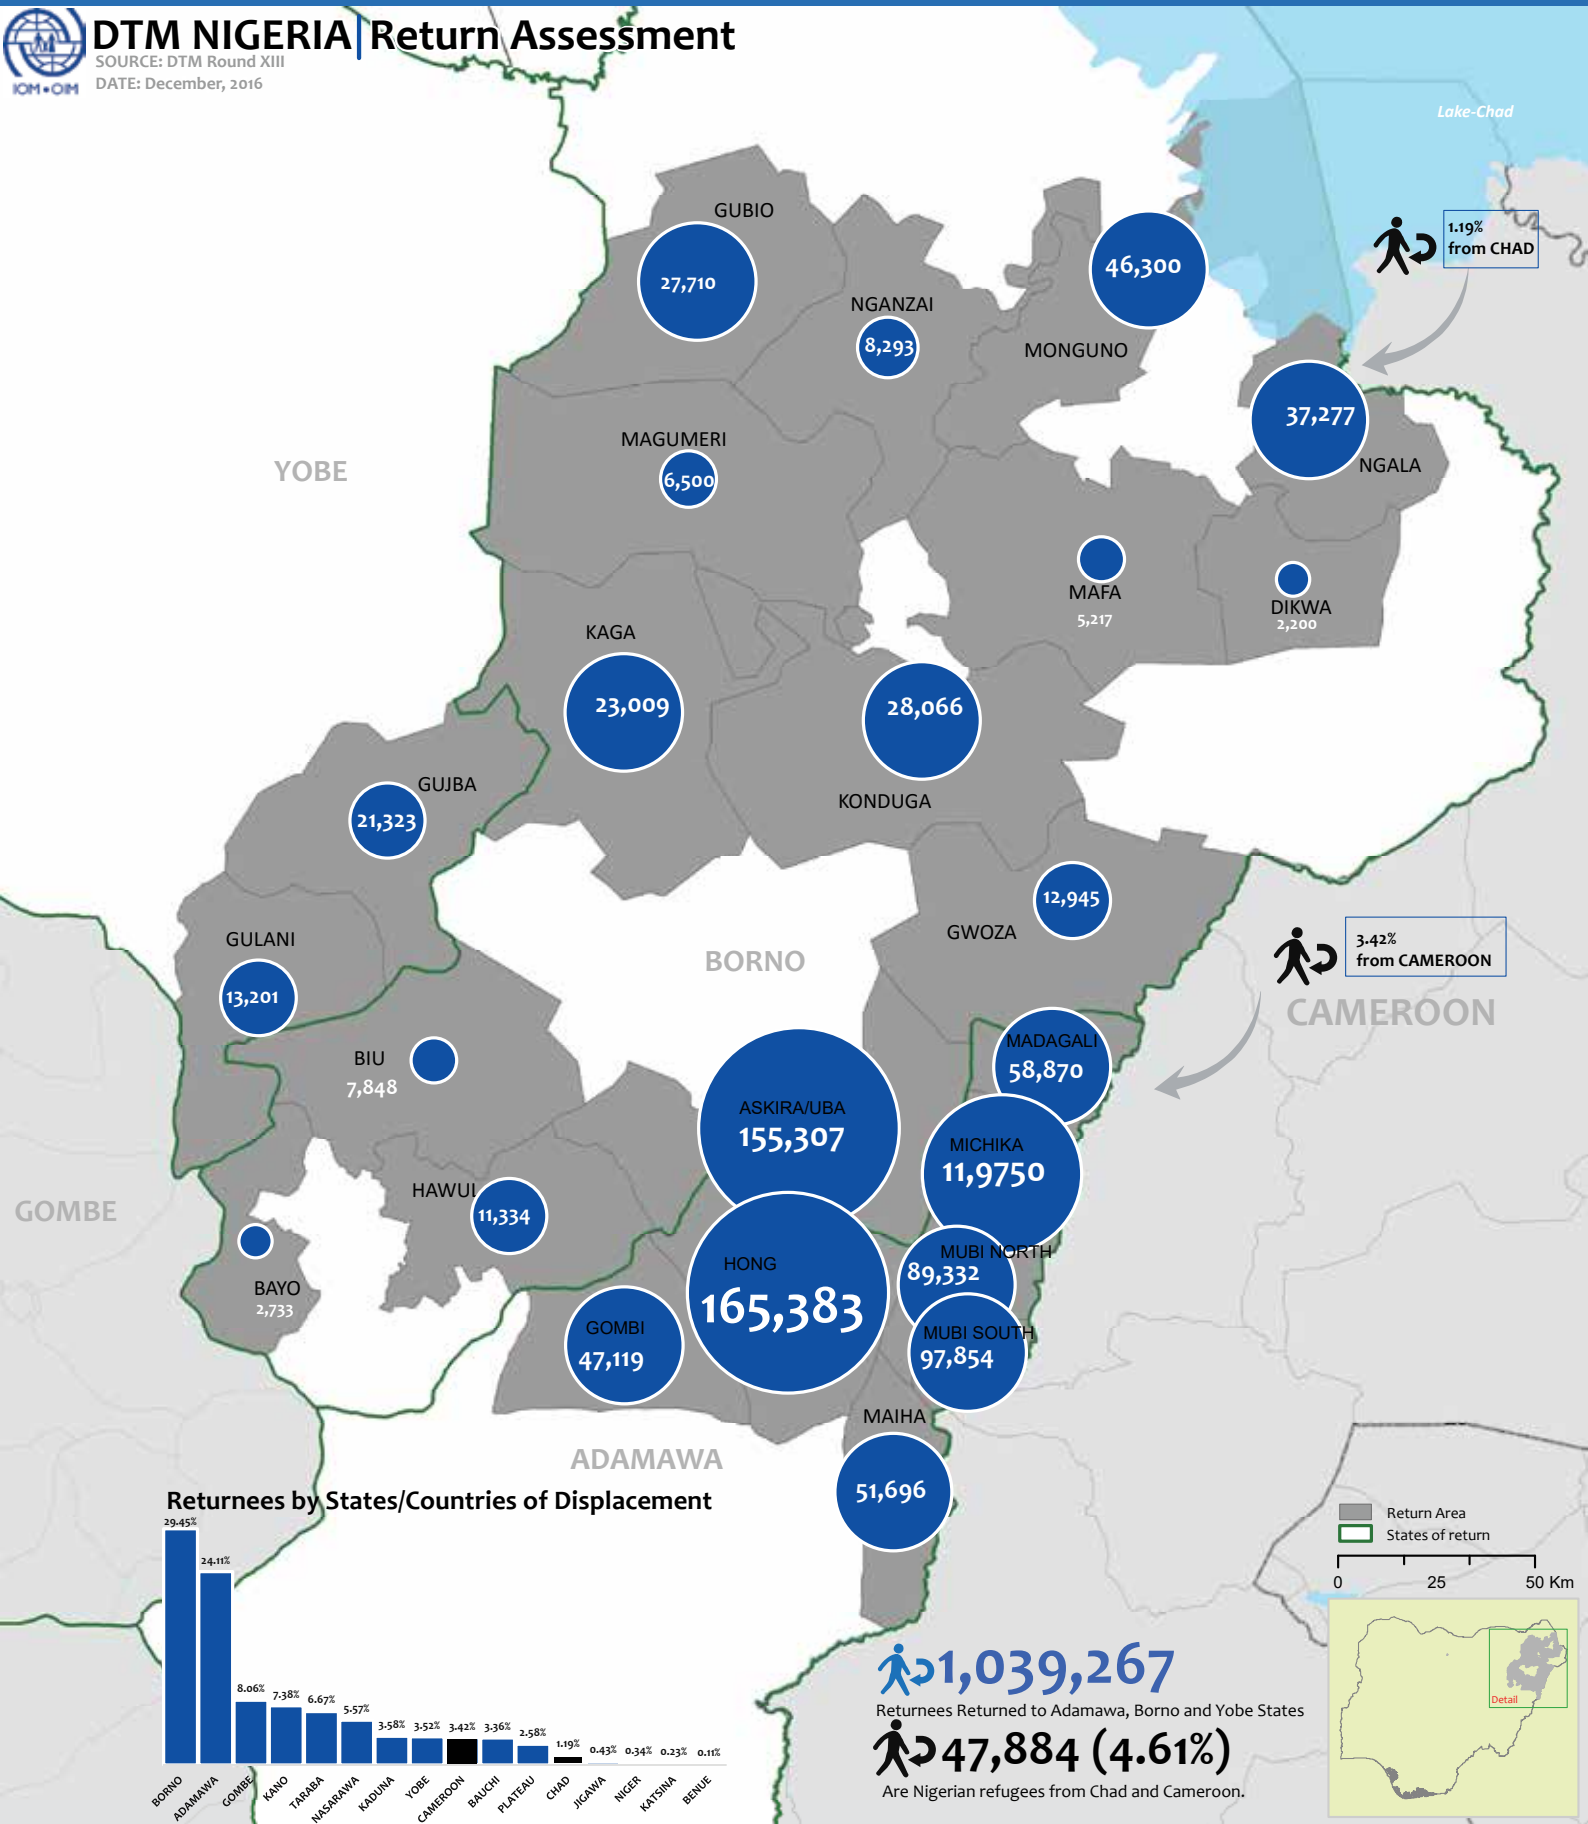 DTM NIGERIA | Return Assessment
SOURCE: DTM Round XIII
DATE: December, 2016
IOM•OIM
Lake-Chad
1.19%
from CHAD
GUBIO
27,710
NGANZAI
8,293
46,300
MONGUNO
37,277
NGALA
MAGUMERI
6,500
YOBE
MAFA
5,217
DIKWA
2,200
KAGA
23,009
28,066
KONDUGA
GUJBA
21,323
12,945
GWOZA
GULANI
13,201
BORNO
3.42%
from CAMEROON
CAMEROON
MADAGALI
58,870
BIU
7,848
ASKIRA/UBA
155,307
MICHIKA
11,9750
GOMBE
HAWUL
11,334
HONG
165,383
MUBI NORTH
89,332
BAYO
2,733
GOMBI
47,119
MUBI SOUTH
97,854
MAIHA
51,696
ADAMAWA
Returnees by States/Countries of Displacement
29.45%
24.11%
8.06%
7.38%
6.67%
5.57%
3.58%
3.52%
3.42%
3.36%
2.58%
1.19%
0.43%
0.34%
0.23%
0.11%
BORNO
ADAMAWA
GOMBE
KANO
TARABA
NASARAWA
KADUNA
YOBE
CAMEROON
BAUCHI
PLATEAU
CHAD
JIGAWA
NIGER
KATSINA
BENUE
Return Area
States of return
0 25 50 Km
Detail
1,039,267
Returnees Returned to Adamawa, Borno and Yobe States
47,884 (4.61%)
Are Nigerian refugees from Chad and Cameroon.